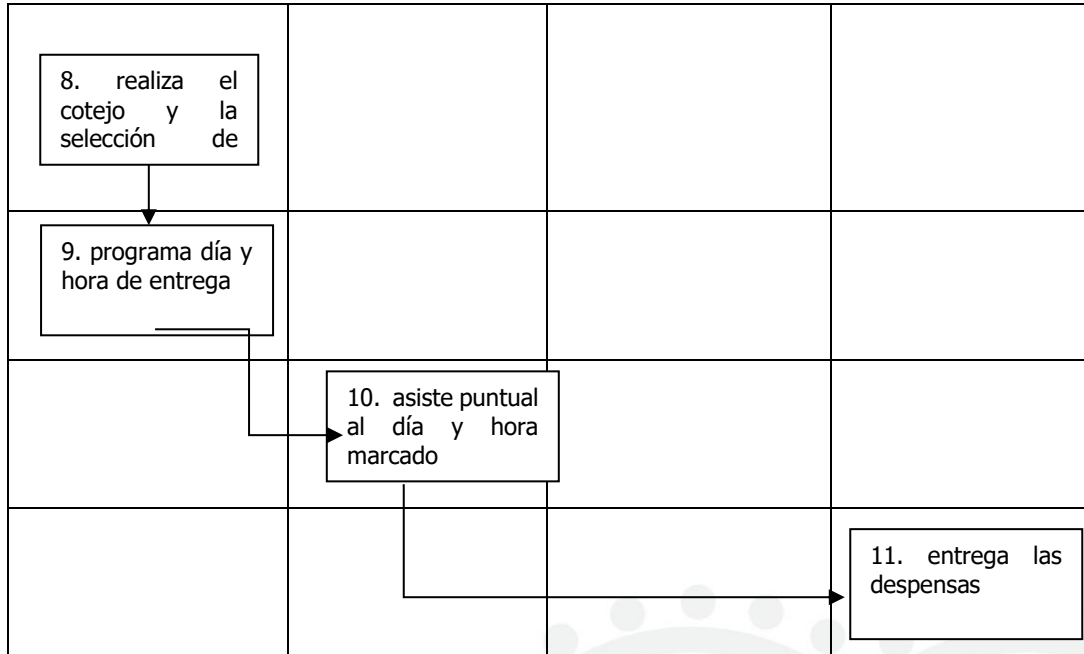 8. realiza el
cotejo y la
selección de
9. programa día y
hora de entrega
10. asiste puntual
al día y hora
marcado
11. entrega las
despensas